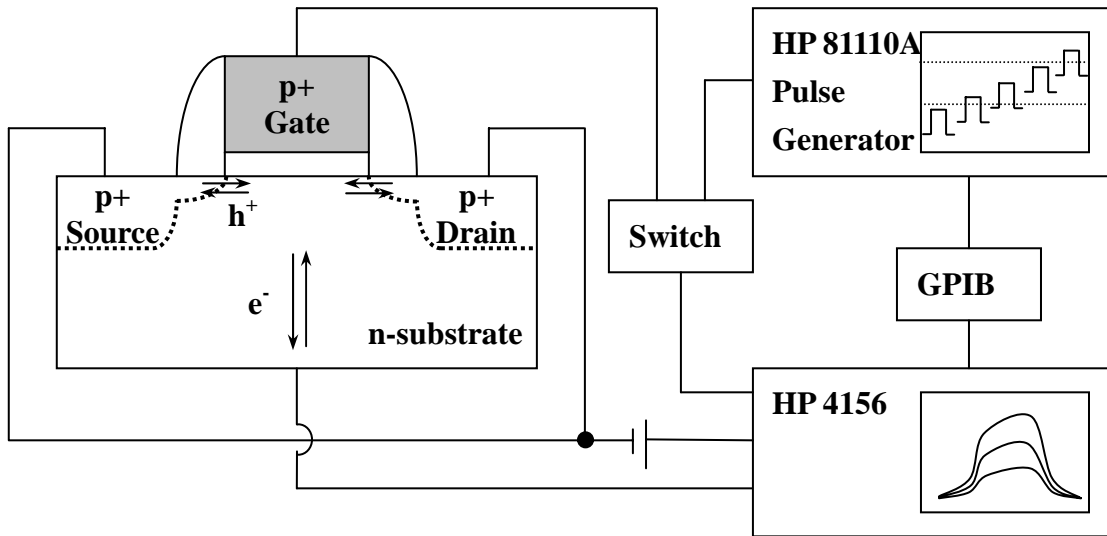 p+
Gate
p+
Source
h+
p+
Drain
e-
n-substrate
Switch
HP 81110A
Pulse
Generator
GPIB
HP 4156